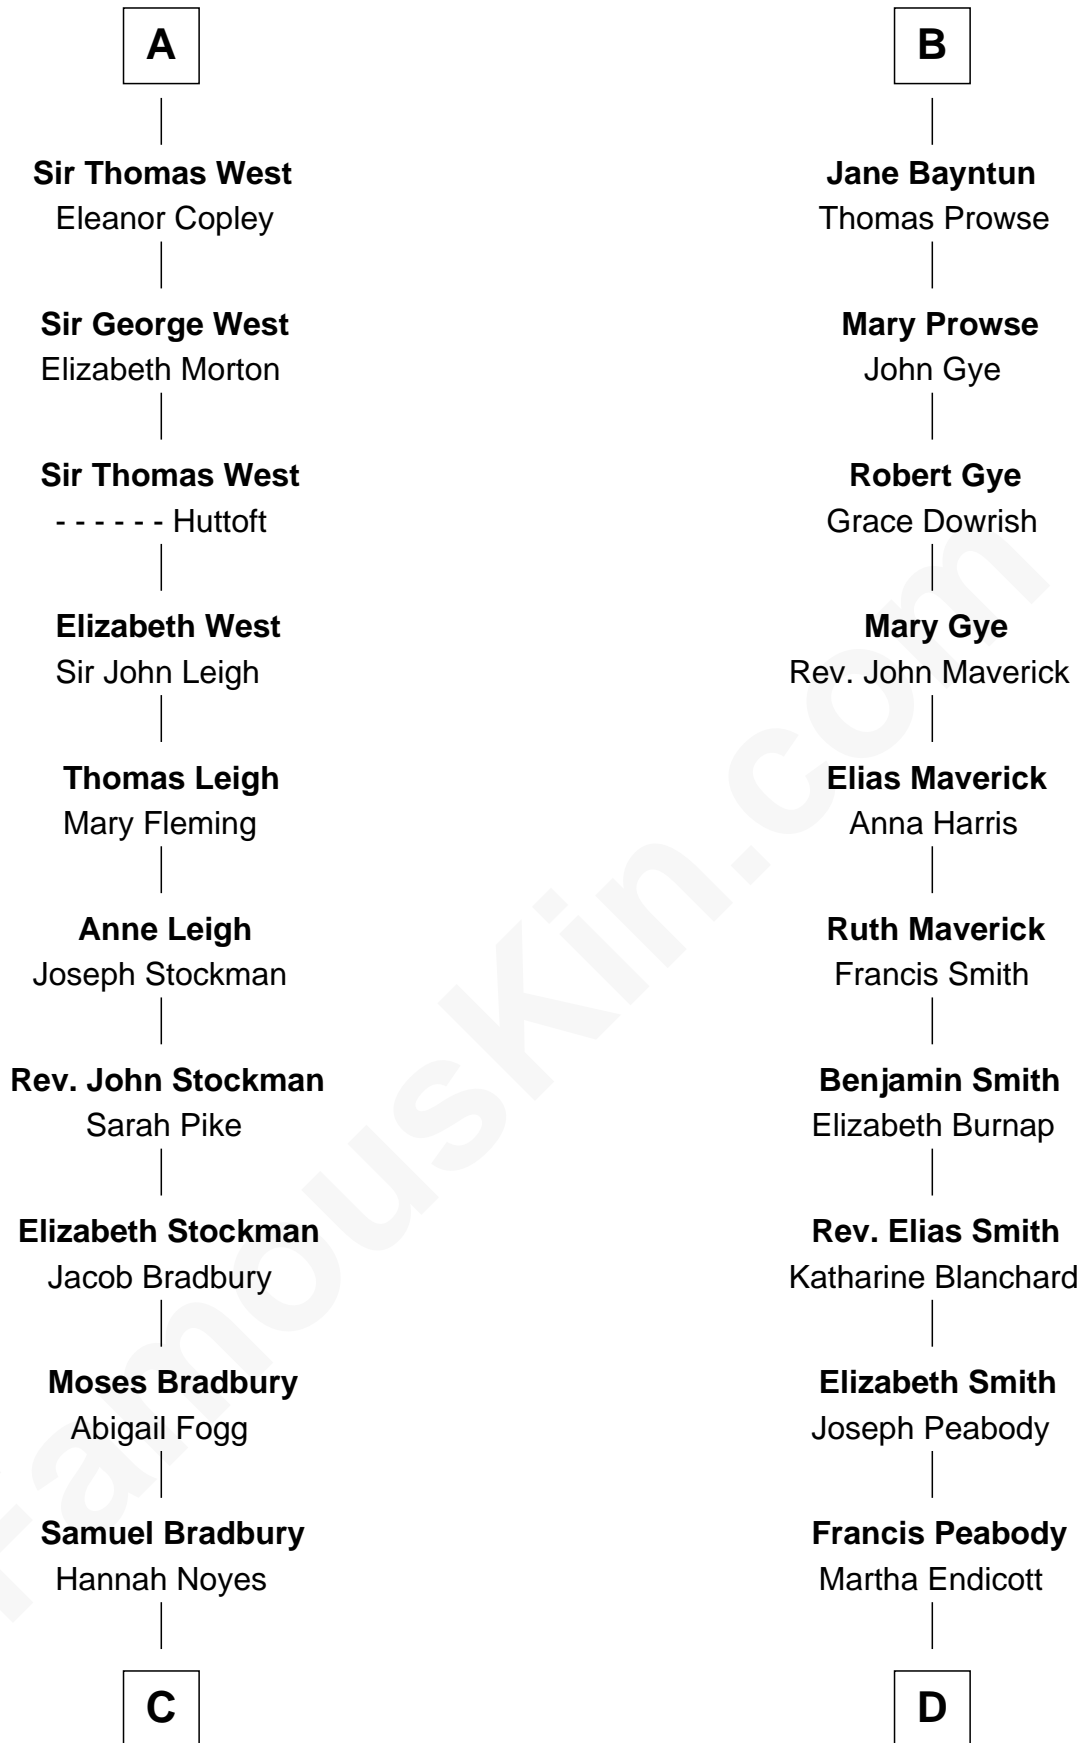 A
Sir Thomas West
Eleanor Copley
Sir George West
Elizabeth Morton
Sir Thomas West
- - - - - - Huttoft
Elizabeth West
Sir John Leigh
Thomas Leigh
Mary Fleming
Anne Leigh
Joseph Stockman
Rev. John Stockman
Sarah Pike
Elizabeth Stockman
Jacob Bradbury
Moses Bradbury
Abigail Fogg
Samuel Bradbury
Hannah Noyes
C
B
Jane Bayntun
Thomas Prowse
Mary Prowse
John Gye
Robert Gye
Grace Dowrish
Mary Gye
Rev. John Maverick
Elias Maverick
Anna Harris
Ruth Maverick
Francis Smith
Benjamin Smith
Elizabeth Burnap
Rev. Elias Smith
Katharine Blanchard
Elizabeth Smith
Joseph Peabody
Francis Peabody
Martha Endicott
D
FamousKin.com